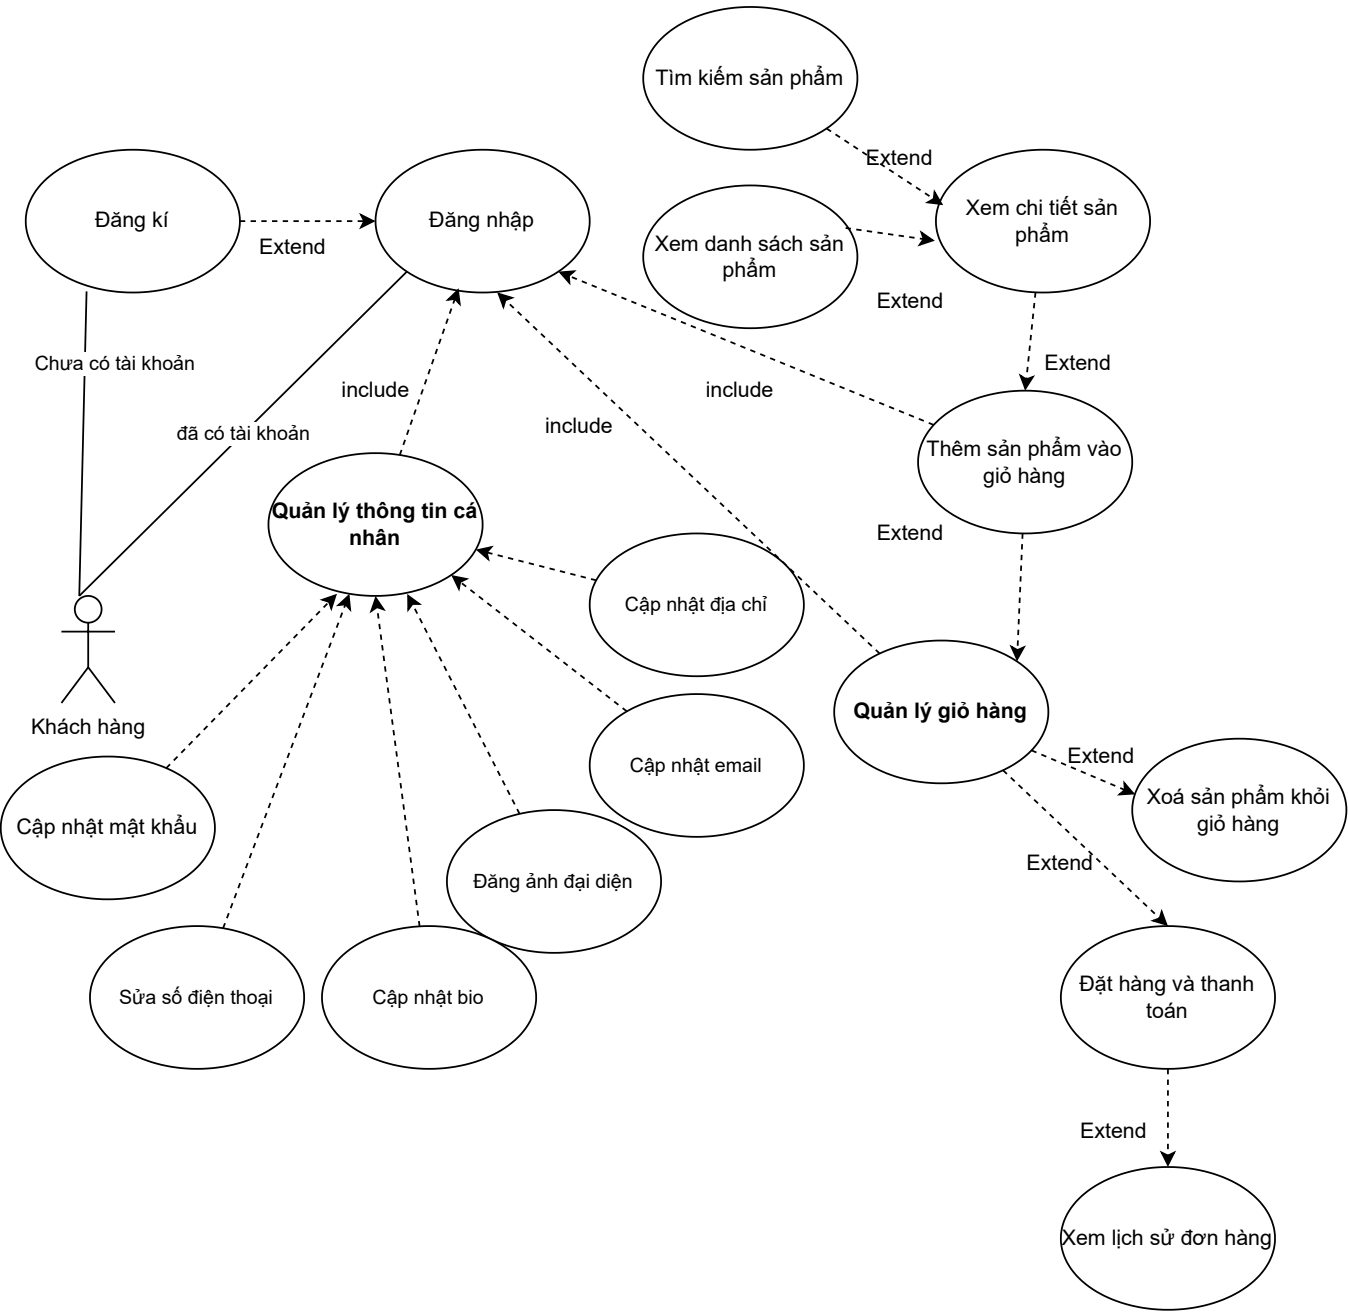 Tìm kiếm sản phẩm
Extend
Đăng kí
Extend
Đăng nhập
Xem danh sách sản
phẩm
Extend
Xem chi tiết sản
phẩm
Chưa có tài khoản
đã có tài khoản
include
include
include
Extend
Thêm sản phẩm vào
giỏ hàng
Extend
Quản lý thông tin cá
nhân
Cập nhật địa chỉ
Khách hàng
Quản lý giỏ hàng
Cập nhật email
Extend
Xoá sản phẩm khỏi
giỏ hàng
Cập nhật mật khẩu
Đăng ảnh đại diện
Extend
Sửa số điện thoại
Cập nhật bio
Đặt hàng và thanh
toán
Extend
Xem lịch sử đơn hàng